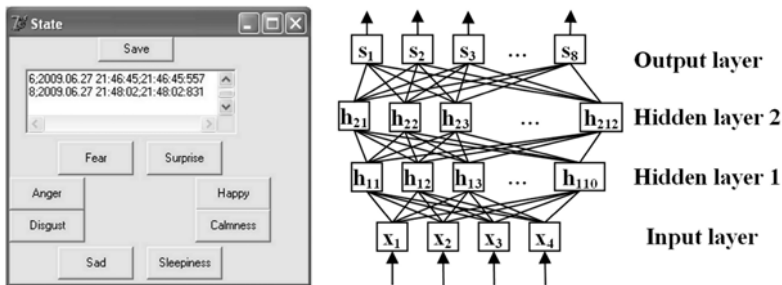 State
Save
6;2009.06.27 21:46:45;21:46:45:557
8;2009.06.27 21:48:02;21:48:02:831
Fear Surprise
Anger Happy
Disgust Calmness
Sad Sleepiness
s1 s2 s3 ... s8 Output layer
h21 h22 h23 ... h212 Hidden layer 2
h11 h12 h13 ... h110 Hidden layer 1
x1 x2 x3 x4 Input layer